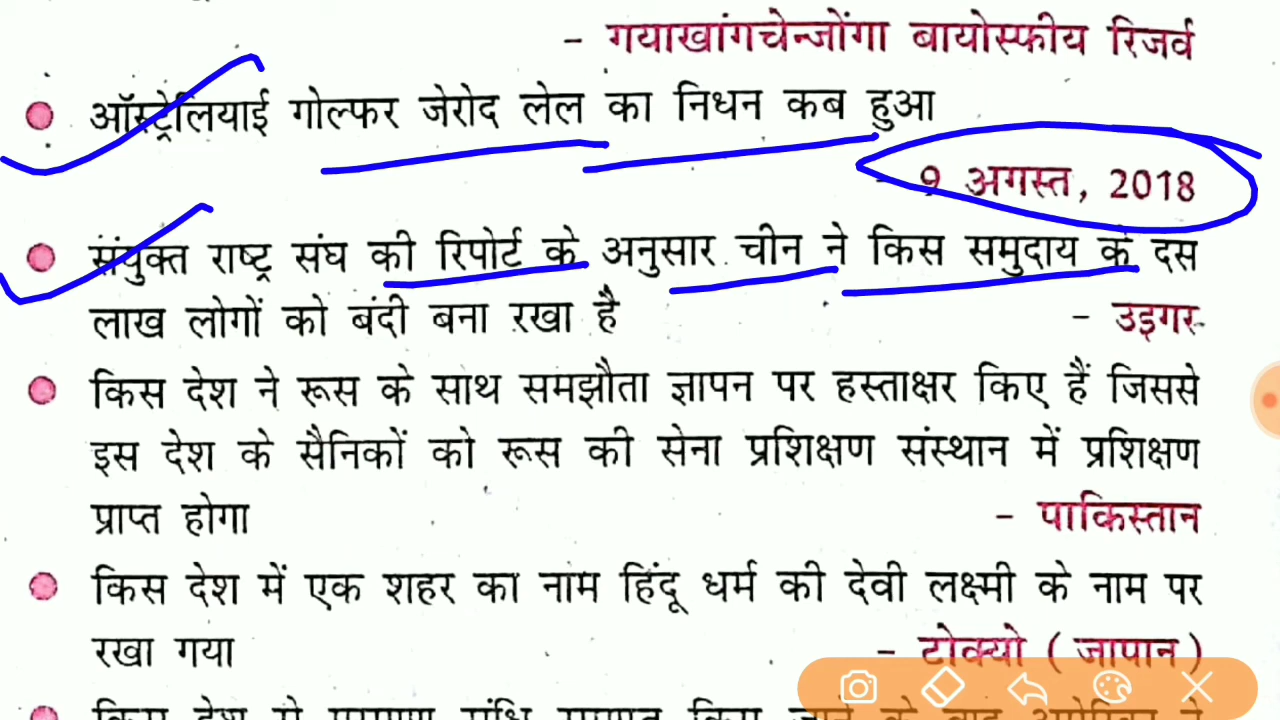 - गयाखांगचेन्जोंगा बायोस्फीय रिजर्व
ऑस्ट्रेलियाई गोल्फर जेरोद लेल का निधन कब हुआ
- 9 अगस्त, 2018
संयुक्त राष्ट्र संघ की रिपोर्ट के अनुसार चीन ने किस समुदाय के दस
लाख लोगों को बंदी बना रखा है - उइगर
किस देश ने रूस के साथ समझौता ज्ञापन पर हस्ताक्षर किए हैं जिससे
इस देश के सैनिकों को रूस की सेना प्रशिक्षण संस्थान में प्रशिक्षण
प्राप्त होगा - पाकिस्तान
किस देश में एक शहर का नाम हिंदू धर्म की देवी लक्ष्मी के नाम पर
रखा गया - टोक्यो ( जापान )